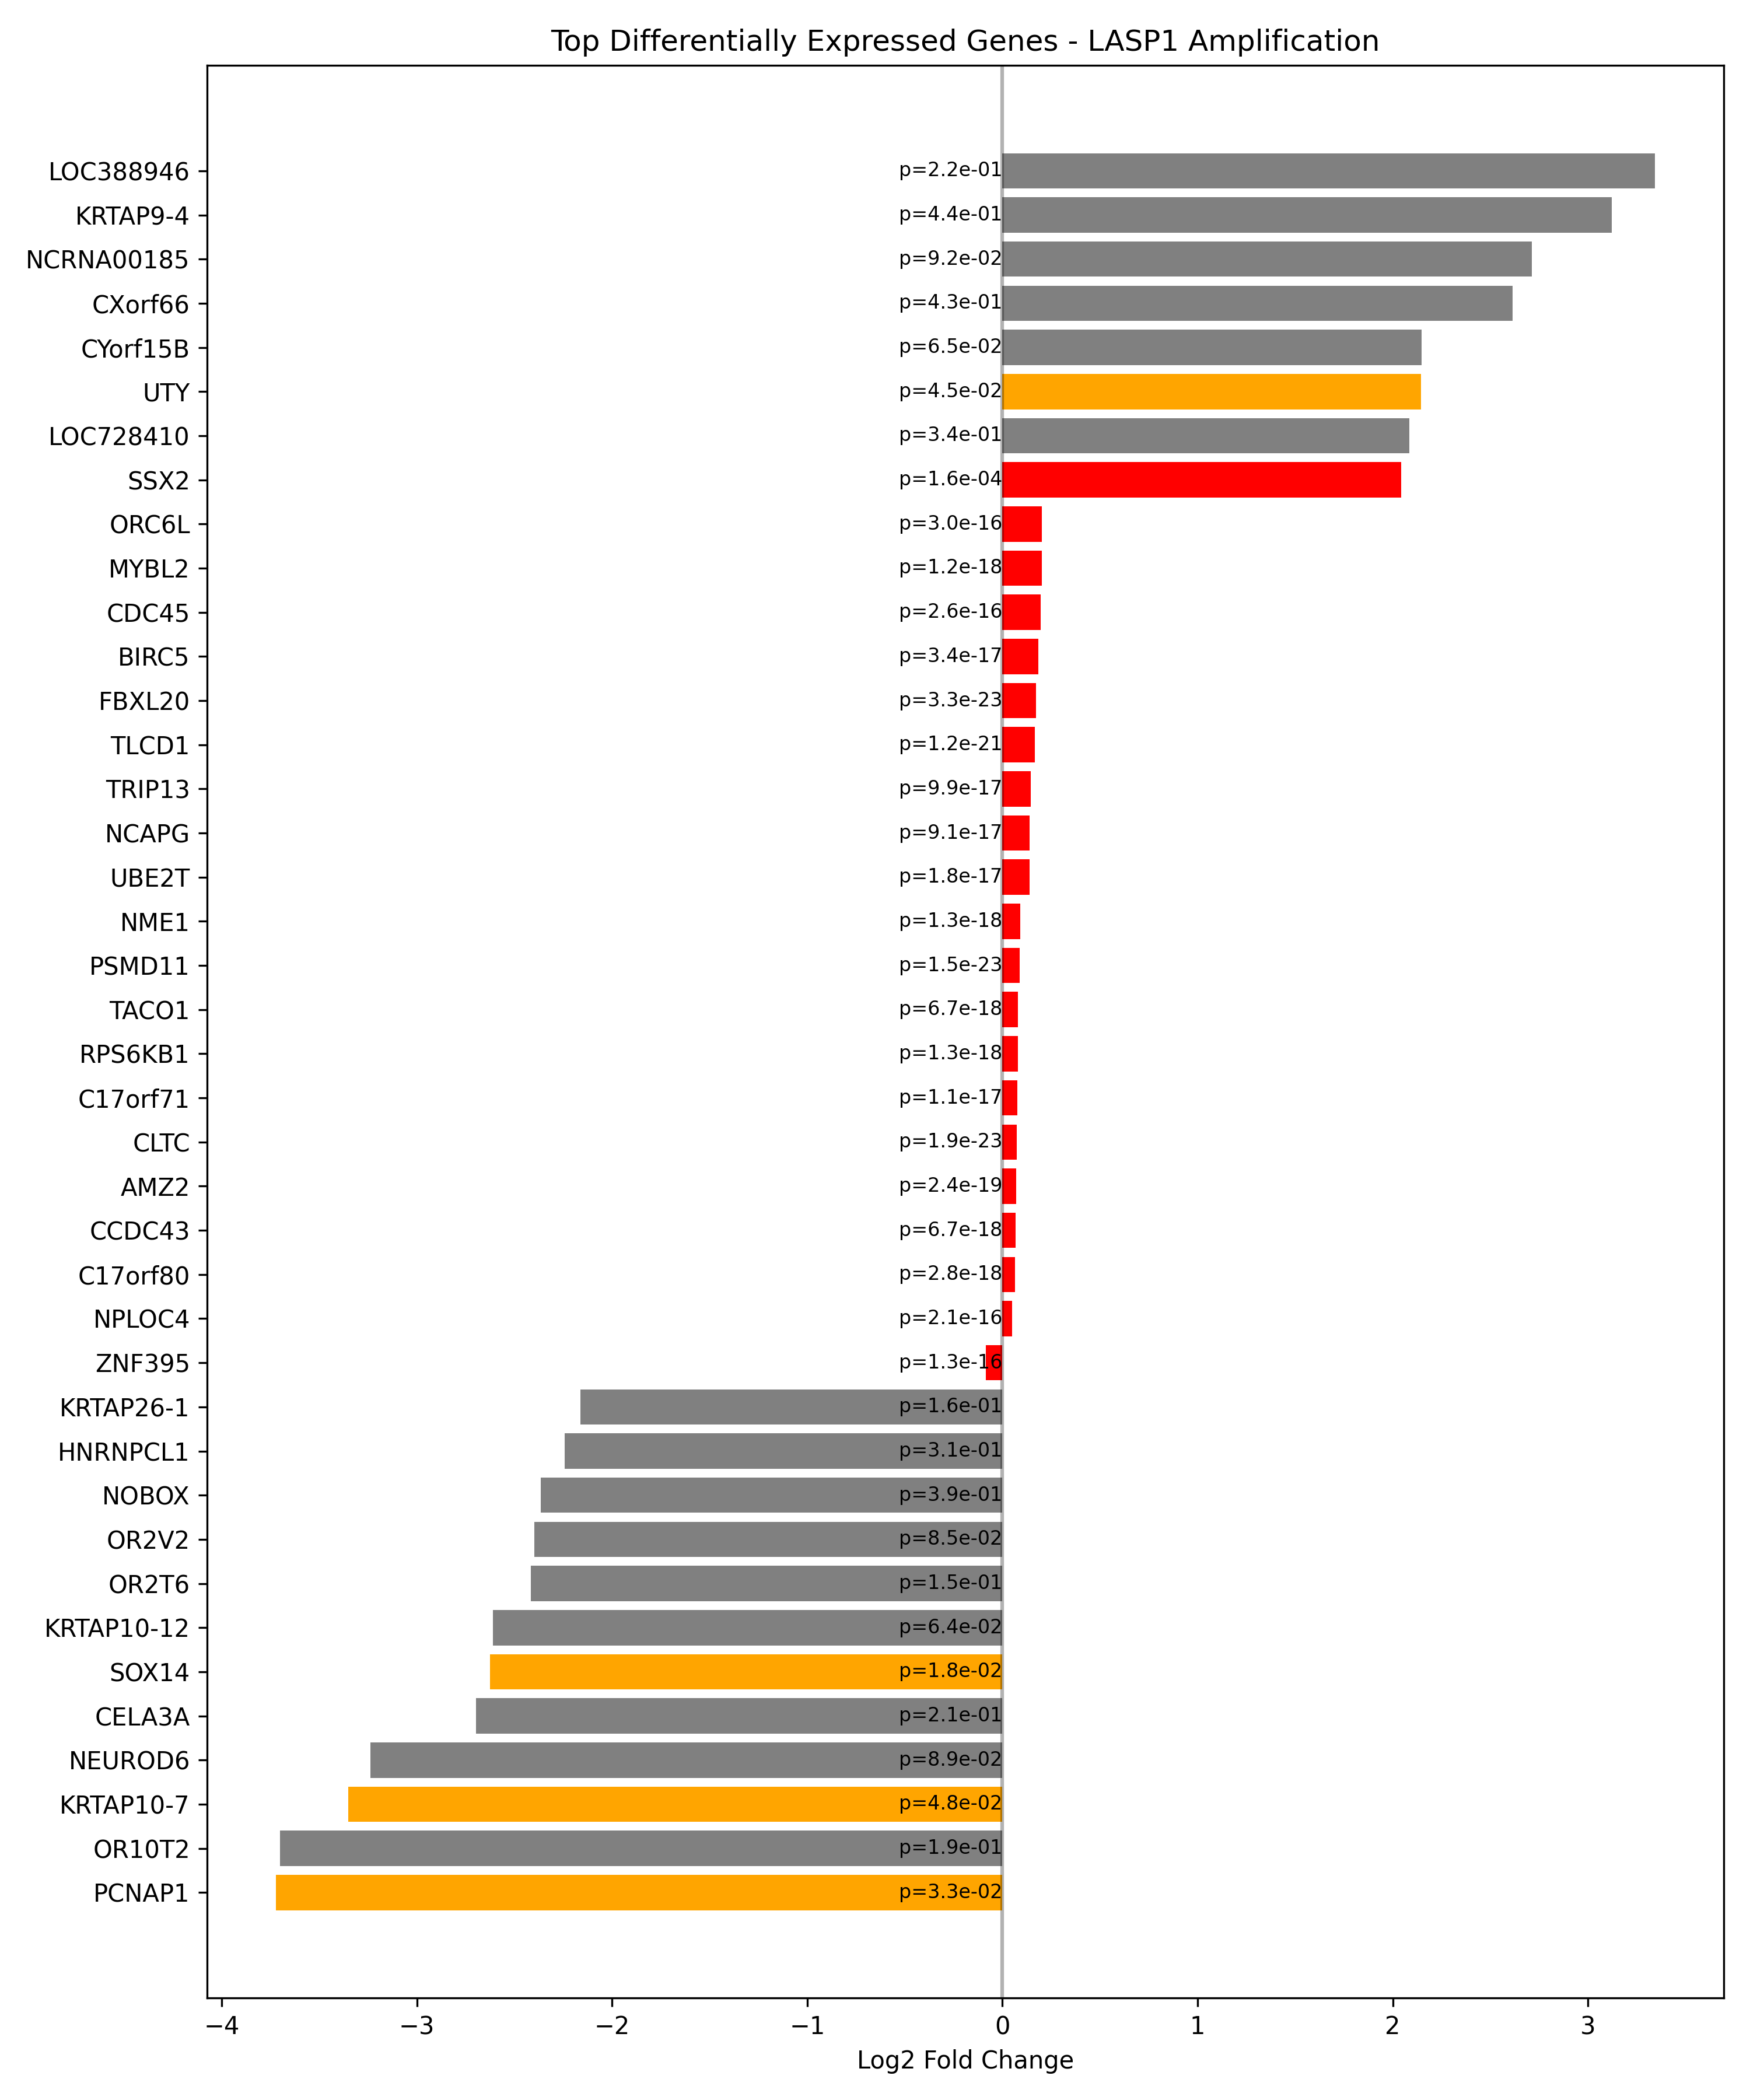 Top Differentially Expressed Genes - LASP1 Amplification
LOC388946 p=2.2e-01
KRTAP9-4 p=4.4e-01
NCRNA00185 p=9.2e-02
CXorf66 p=4.3e-01
CYorf15B p=6.5e-02
UTY p=4.5e-02
LOC728410 p=3.4e-01
SSX2 p=1.6e-04
ORC6L p=3.0e-16
MYBL2 p=1.2e-18
CDC45 p=2.6e-16
BIRC5 p=3.4e-17
FBXL20 p=3.3e-23
TLCD1 p=1.2e-21
TRIP13 p=9.9e-17
NCAPG p=9.1e-17
UBE2T p=1.8e-17
NME1 p=1.3e-18
PSMD11 p=1.5e-23
TACO1 p=6.7e-18
RPS6KB1 p=1.3e-18
C17orf71 p=1.1e-17
CLTC p=1.9e-23
AMZ2 p=2.4e-19
CCDC43 p=6.7e-18
C17orf80 p=2.8e-18
NPLOC4 p=2.1e-16
ZNF395 p=1.3e-16
KRTAP26-1 p=1.6e-01
HNRNPCL1 p=3.1e-01
NOBOX p=3.9e-01
OR2V2 p=8.5e-02
OR2T6 p=1.5e-01
KRTAP10-12 p=6.4e-02
SOX14 p=1.8e-02
CELA3A p=2.1e-01
NEUROD6 p=8.9e-02
KRTAP10-7 p=4.8e-02
OR10T2 p=1.9e-01
PCNAP1 p=3.3e-02
−4 −3 −2 −1 0 1 2 3
Log2 Fold Change